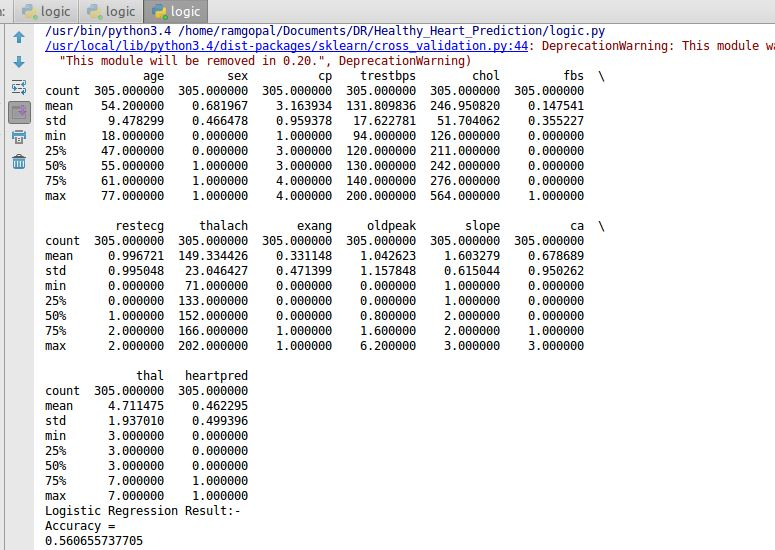 : logic logic logic
/usr/bin/python3.4 /home/ramgopal/Documents/DR/Healthy_Heart_Prediction/logic.py
/usr/local/lib/python3.4/dist-packages/sklearn/cross_validation.py:44: DeprecationWarning: This module wa
"This module will be removed in 0.20.", DeprecationWarning)
age sex cp trestbps chol fbs \
count 305.000000 305.000000 305.000000 305.000000 305.000000 305.000000
mean 54.200000 0.681967 3.163934 131.809836 246.950820 0.147541
std 9.478299 0.466478 0.959378 17.622781 51.704062 0.355227
min 18.000000 0.000000 1.000000 94.000000 126.000000 0.000000
25% 47.000000 0.000000 3.000000 120.000000 211.000000 0.000000
50% 55.000000 1.000000 3.000000 130.000000 242.000000 0.000000
75% 61.000000 1.000000 4.000000 140.000000 276.000000 0.000000
max 77.000000 1.000000 4.000000 200.000000 564.000000 1.000000
restecg thalach exang oldpeak slope ca \
count 305.000000 305.000000 305.000000 305.000000 305.000000 305.000000
mean 0.996721 149.334426 0.331148 1.042623 1.603279 0.678689
std 0.995048 23.046427 0.471399 1.157848 0.615044 0.950262
min 0.000000 71.000000 0.000000 0.000000 1.000000 0.000000
25% 0.000000 133.000000 0.000000 0.000000 1.000000 0.000000
50% 1.000000 152.000000 0.000000 0.800000 2.000000 0.000000
75% 2.000000 166.000000 1.000000 1.600000 2.000000 1.000000
max 2.000000 202.000000 1.000000 6.200000 3.000000 3.000000
thal heartpred
count 305.000000 305.000000
mean 4.711475 0.462295
std 1.937010 0.499396
min 3.000000 0.000000
25% 3.000000 0.000000
50% 3.000000 0.000000
75% 7.000000 1.000000
max 7.000000 1.000000
Logistic Regression Result:-
Accuracy =
0.560655737705